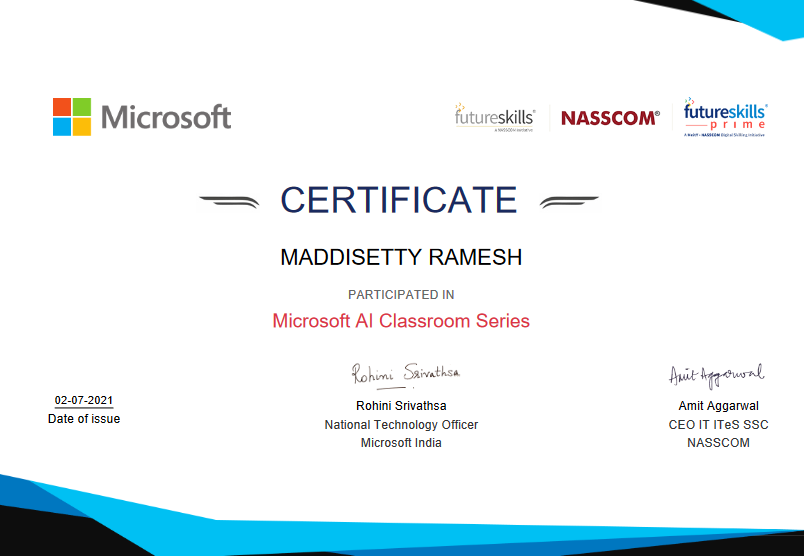 Microsoft
futureskills®
A NASSCOM Initiative
NASSCOM®
futureskills®
prime
A MeitY - NASSCOM Digital Skilling Initiative
CERTIFICATE
MADDISETTY RAMESH
PARTICIPATED IN
Microsoft AI Classroom Series
Rohini Srivathsa
Amit Aggarwal
02-07-2021
Date of issue
Rohini Srivathsa
National Technology Officer
Microsoft India
Amit Aggarwal
CEO IT ITeS SSC
NASSCOM